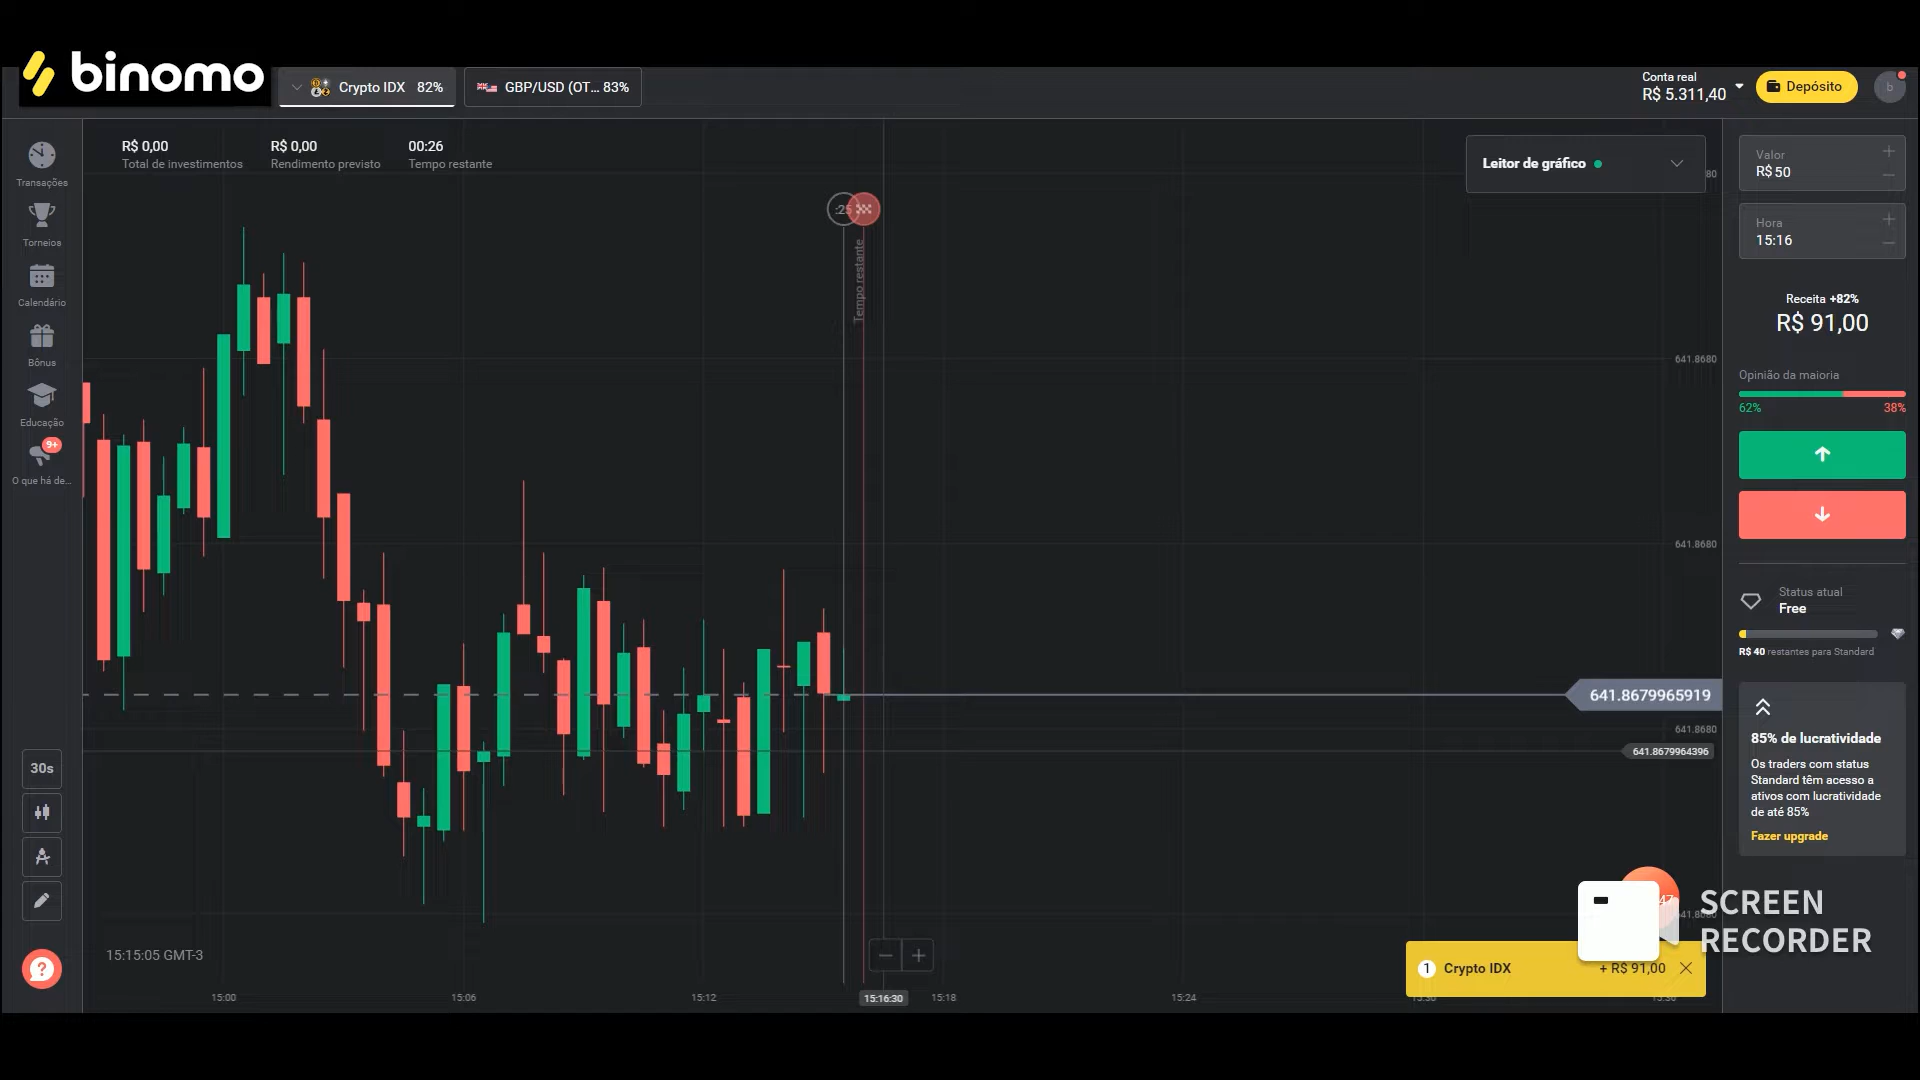 binomo
Crypto IDX 82%
GBP/USD (OT... 83%
Conta real
R$ 5.311,40
Depósito
b
R$ 0,00
Total de investimentos
R$ 0,00
Rendimento previsto
00:26
Tempo restante
Leitor de gráfico
Valor
R$ 50
Hora
15:16
Receita +82%
R$ 91,00
Opinião da maioria
62%
38%
Status atual
Free
R$ 40 restantes para Standard
85% de lucratividade
Os traders com status
Standard têm acesso a
ativos com lucratividade
de até 85%
Fazer upgrade
Transações
Torneios
Calendário
Bônus
Educação
9+
O que há de...
30s
?
:25
Tempo restante
641.8680
641.8680
641.8679965919
641.8680
641.8679964396
15:15:05 GMT-3
15:00
15:06
15:12
15:16:30
15:18
15:24
1 Crypto IDX + R$ 91,00
SCREEN
RECORDER